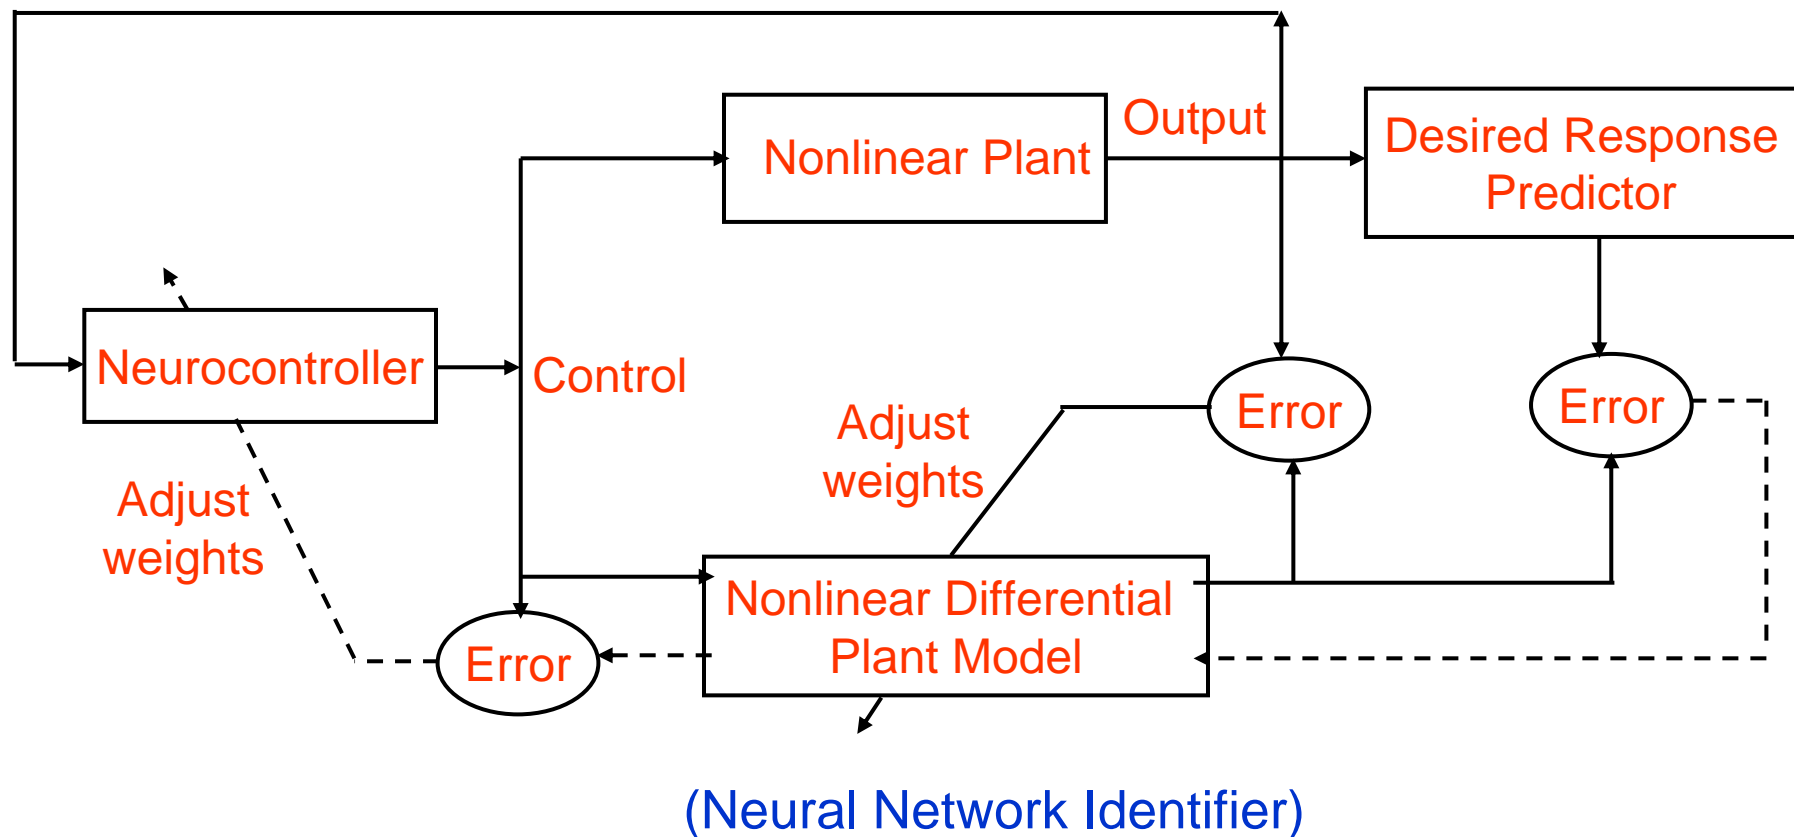 Output
Nonlinear Plant
Desired Response
Predictor
Neurocontroller
Control
Error
Error
Adjust
weights
Adjust
weights
Nonlinear Differential
Plant Model
Error
(Neural Network Identifier)